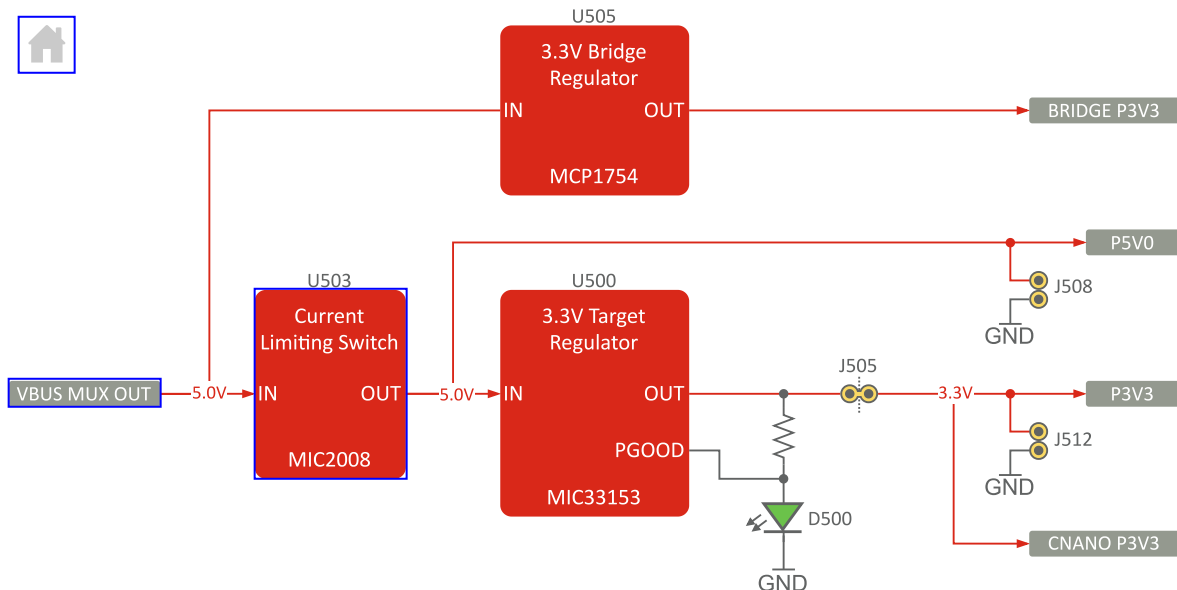 U505
3.3V Bridge
Regulator
IN
OUT
MCP1754
BRIDGE P3V3
P5V0
J508
GND
U503
Current
Limiting Switch
IN
OUT
MIC2008
VBUS MUX OUT
5.0V
5.0V
U500
3.3V Target
Regulator
IN
OUT
PGOOD
MIC33153
J505
3.3V
P3V3
J512
GND
D500
GND
CNANO P3V3